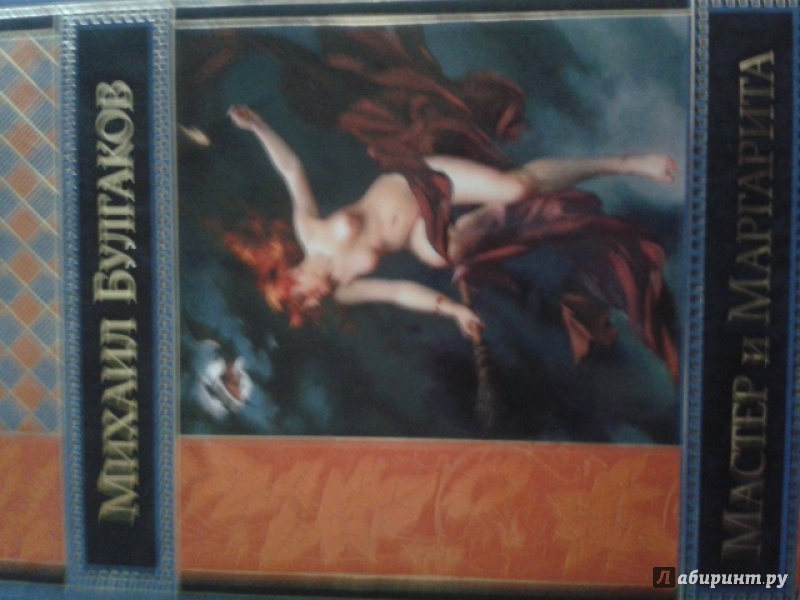 Михаил Булгаков
Мастер и Маргарита
Лабиринт.ру